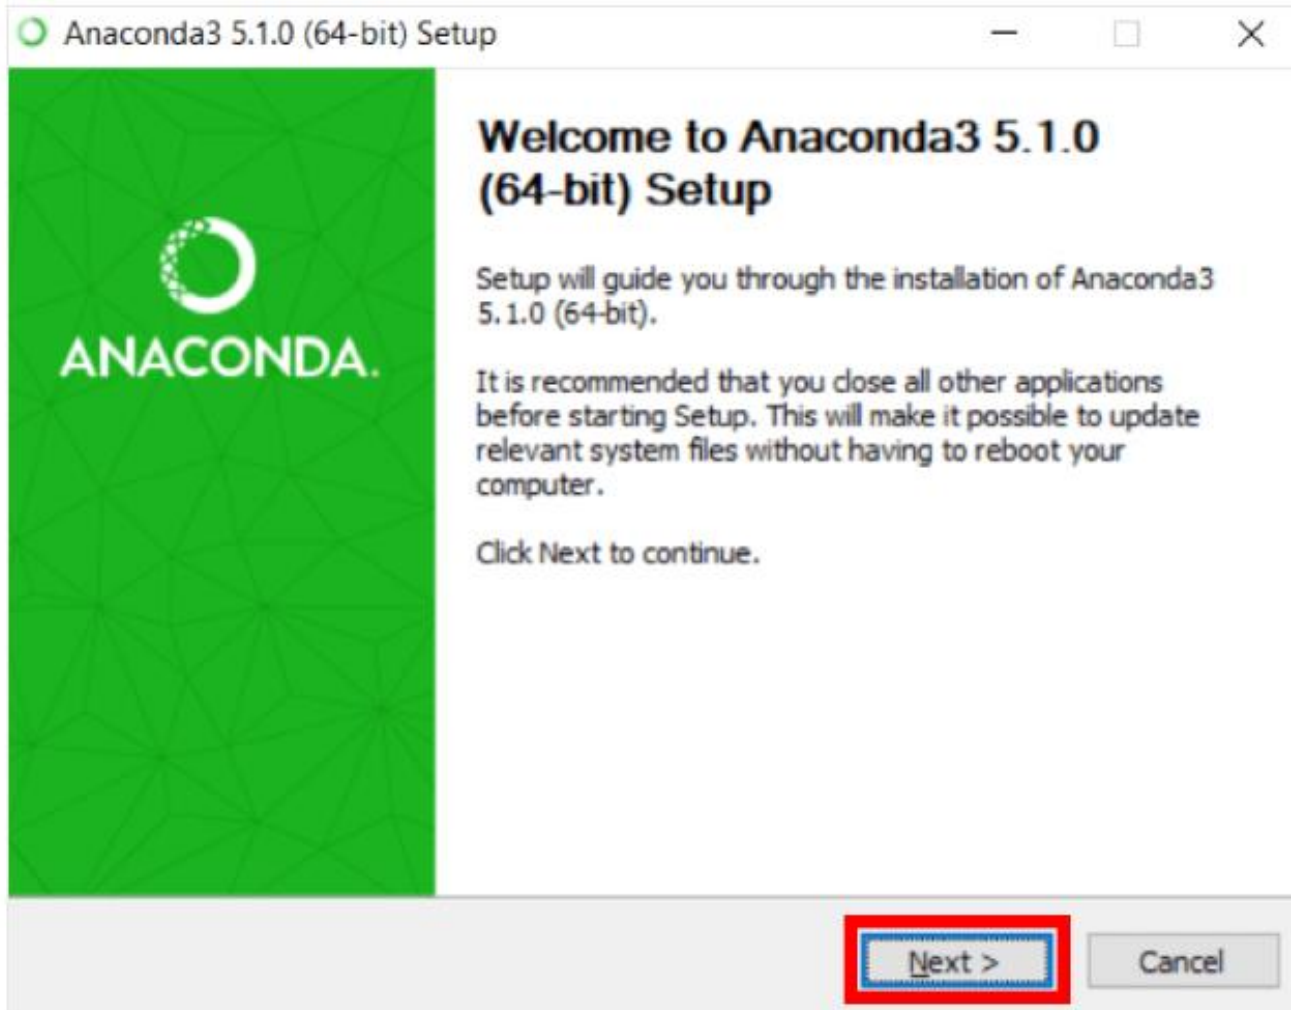 Anaconda3 5.1.0 (64-bit) Setup
ANACONDA.
Welcome to Anaconda3 5.1.0
(64-bit) Setup
Setup will guide you through the installation of Anaconda3
5.1.0 (64-bit).
It is recommended that you close all other applications
before starting Setup. This will make it possible to update
relevant system files without having to reboot your
computer.
Click Next to continue.
Next >
Cancel